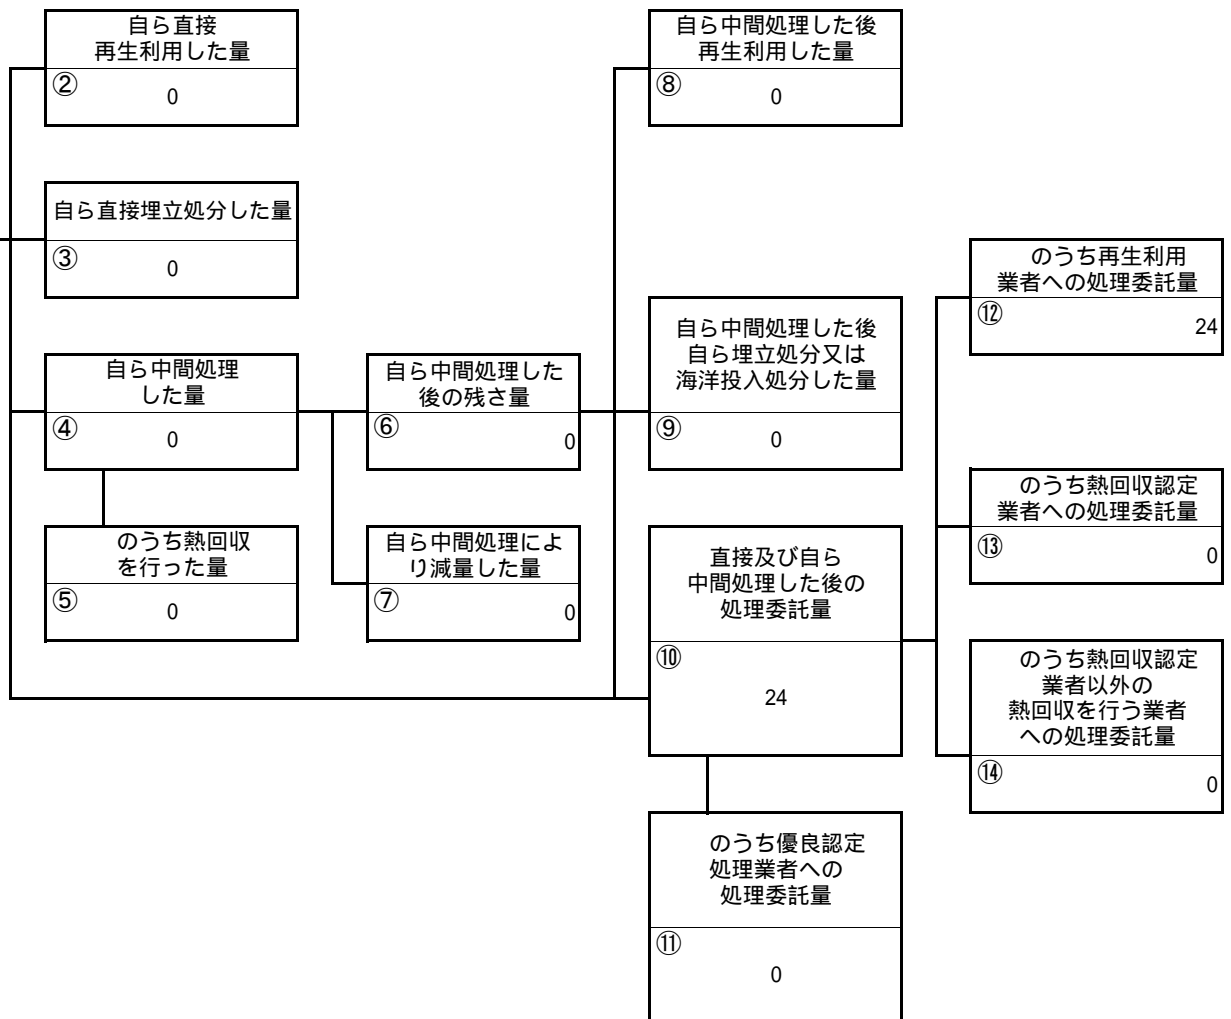 自ら直接
再生利用した量
②
0
自ら直接埋立処分した量
③
0
自ら中間処理
した量
④
0
のうち熱回収
を行った量
⑤
0
自ら中間処理した
後の残さ量
⑥
0
自ら中間処理によ
り減量した量
⑦
0
自ら中間処理した後
再生利用した量
⑧
0
自ら中間処理した後
自ら埋立処分又は
海洋投入処分した量
⑨
0
直接及び自ら
中間処理した後の
処理委託量
⑩
24
のうち優良認定
処理業者への
処理委託量
⑪
0
のうち再生利用
業者への処理委託量
⑫
24
のうち熱回収認定
業者への処理委託量
⑬
0
のうち熱回収認定
業者以外の
熱回収を行う業者
への処理委託量
⑭
0